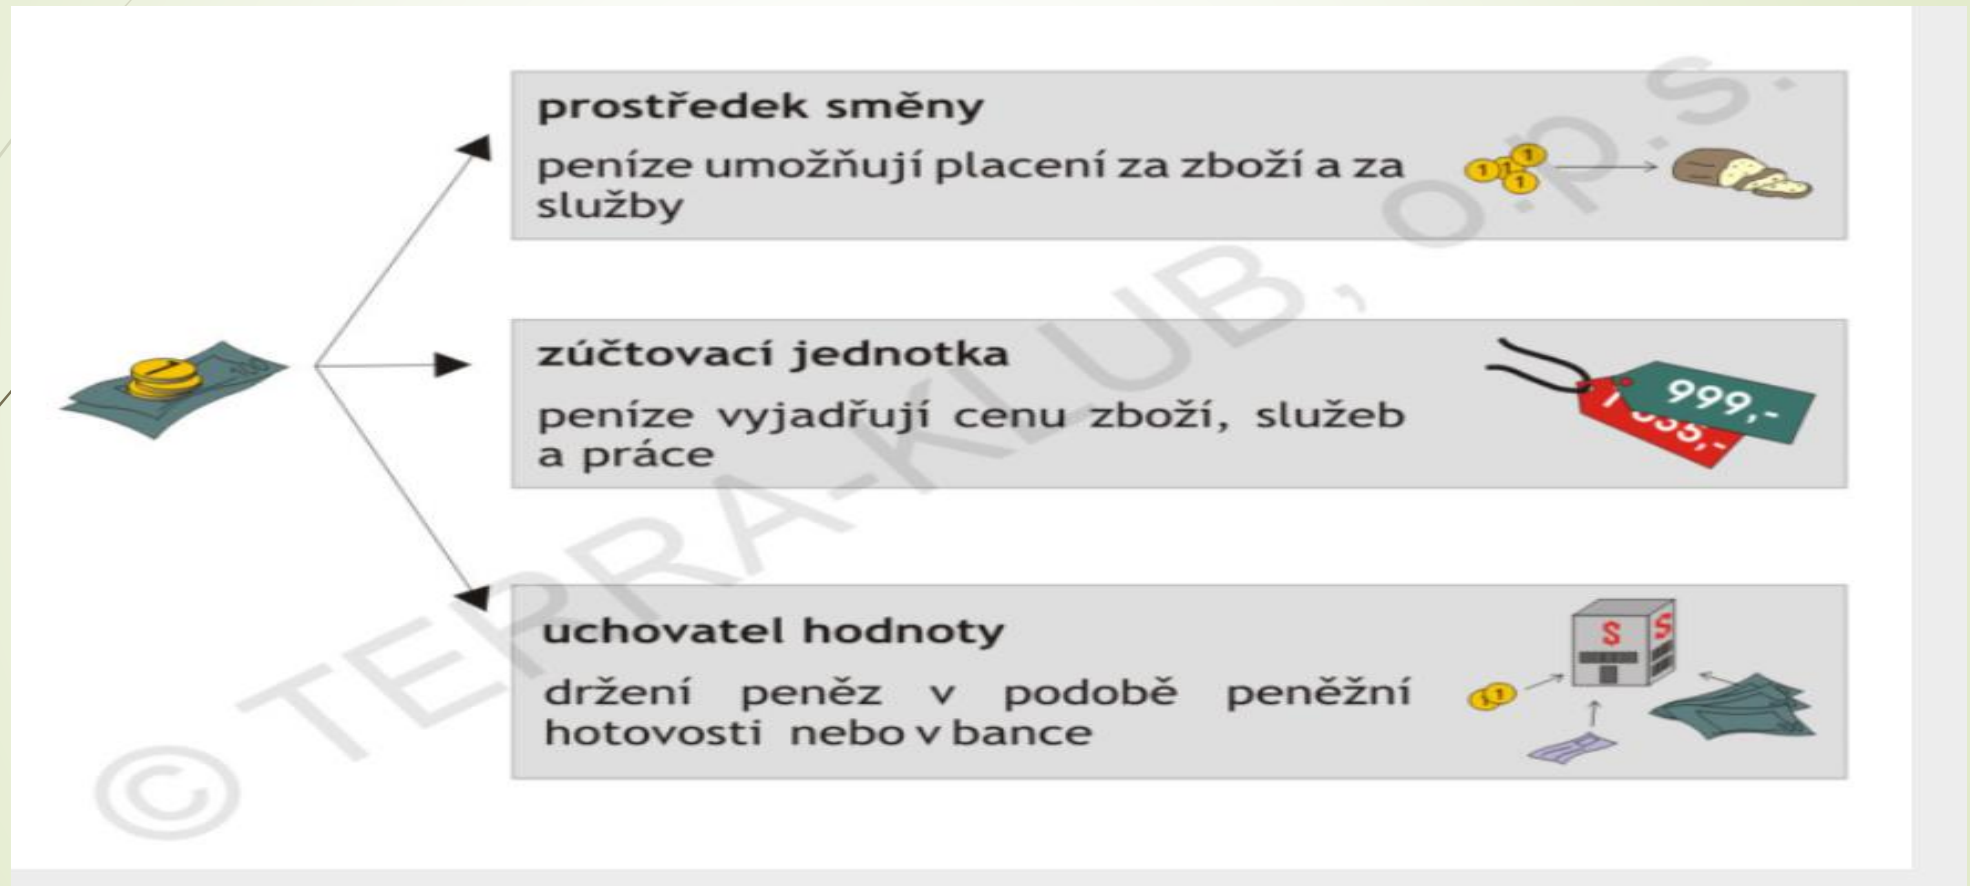 prostředek směny
peníze umožňují placení za zboží a za
služby
zúčtovací jednotka
peníze vyjadřují cenu zboží, služeb
a práce
999,-
uchovatel hodnoty
držení peněz v podobě peněžní
hotovosti nebo v bance
© TERRA-KLUB, o.p.s.